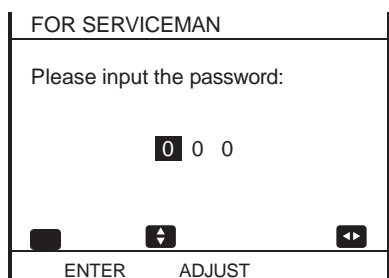 FOR SERVICEMAN
Please input the password:
0 0 0
ENTER ADJUST